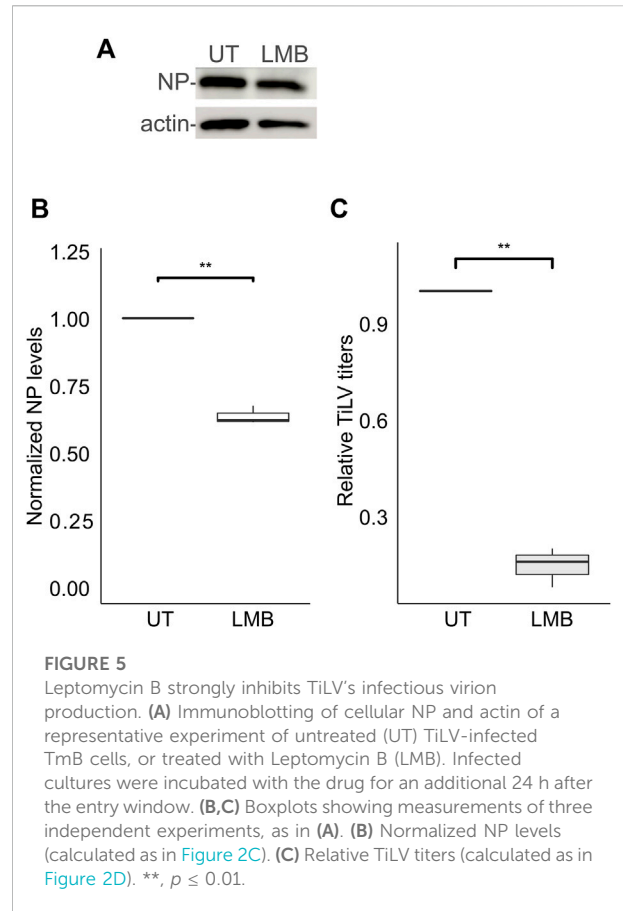 A
UT LMB
NP-
actin-
B
C
**
**
Normalized NP levels
1.25
1.00
0.75
0.50
0.25
0.00
UT LMB
Relative TiLV titers
0.9
0.6
0.3
UT LMB
FIGURE 5
Leptomycin B strongly inhibits TiLV's infectious virion
production. (A) Immunoblotting of cellular NP and actin of a
representative experiment of untreated (UT) TiLV-infected
TmB cells, or treated with Leptomycin B (LMB). Infected
cultures were incubated with the drug for an additional 24 h after
the entry window. (B,C) Boxplots showing measurements of three
independent experiments, as in (A). (B) Normalized NP levels
(calculated as in Figure 2C). (C) Relative TiLV titers (calculated as in
Figure 2D). **, p ≤ 0.01.